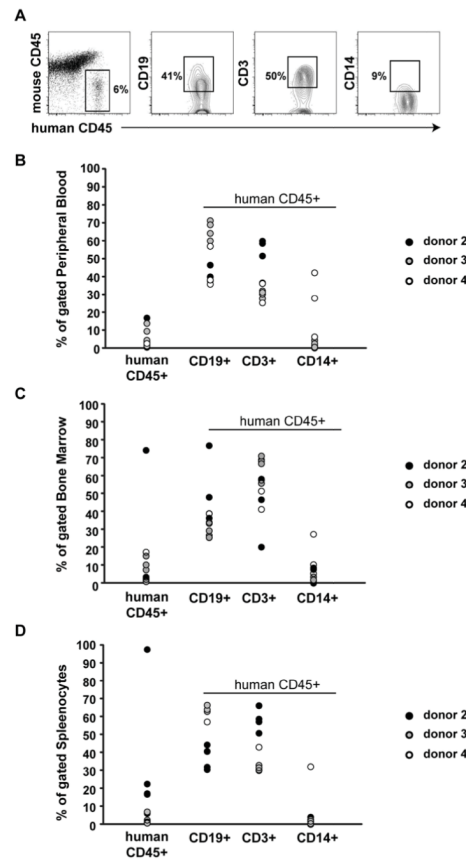 A
mouse CD45
6%
CD19
41%
CD3
50%
CD14
9%
human CD45
B
% of gated Peripheral Blood
100
90
80
70
60
50
40
30
20
10
0
human CD45+
donor 2
donor 3
donor 4
human
CD45+
CD19+
CD3+
CD14+
C
% of gated Bone Marrow
100
90
80
70
60
50
40
30
20
10
0
human CD45+
donor 2
donor 3
donor 4
human
CD45+
CD19+
CD3+
CD14+
D
% of gated Spleenocytes
100
90
80
70
60
50
40
30
20
10
0
human CD45+
donor 2
donor 3
donor 4
human
CD45+
CD19+
CD3+
CD14+